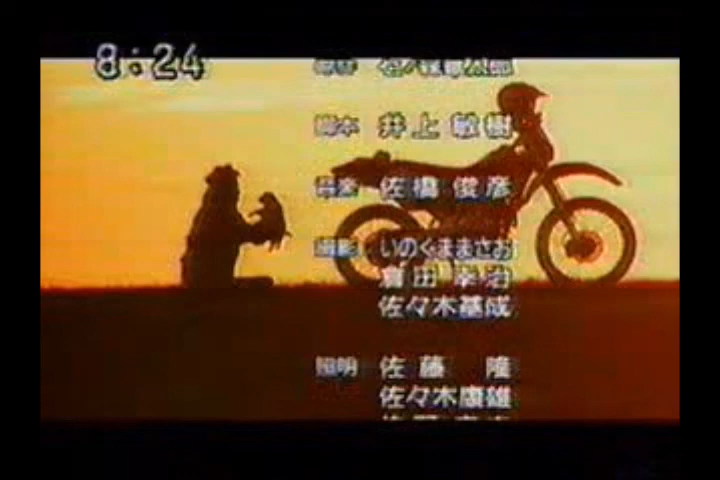 8:24
脚本 井上敏樹
音楽 佐橋俊彦
撮影 いのくままさお
倉田幸治
佐々木基成
照明 佐藤 隆
佐々木康雄